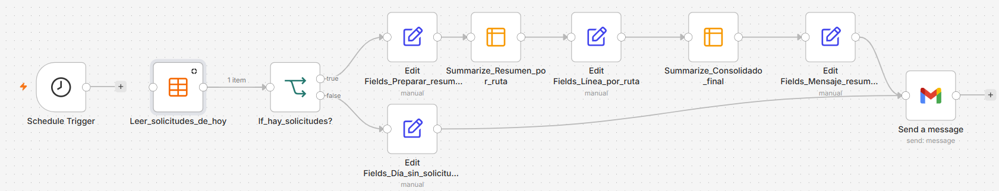 Schedule Trigger
Leer_solicitudes_de_hoy
1 item
If_hay_solicitudes?
true
false
Edit
Fields_Preparar_resum...
manual
Summarize_Resumen_po
r_ruta
Edit
Fields_Línea_por_ruta
manual
Summarize_Consolidado
_final
Edit
Fields_Mensaje_resum...
manual
Edit
Fields_Día_sin_solicitu...
manual
Send a message
send: message